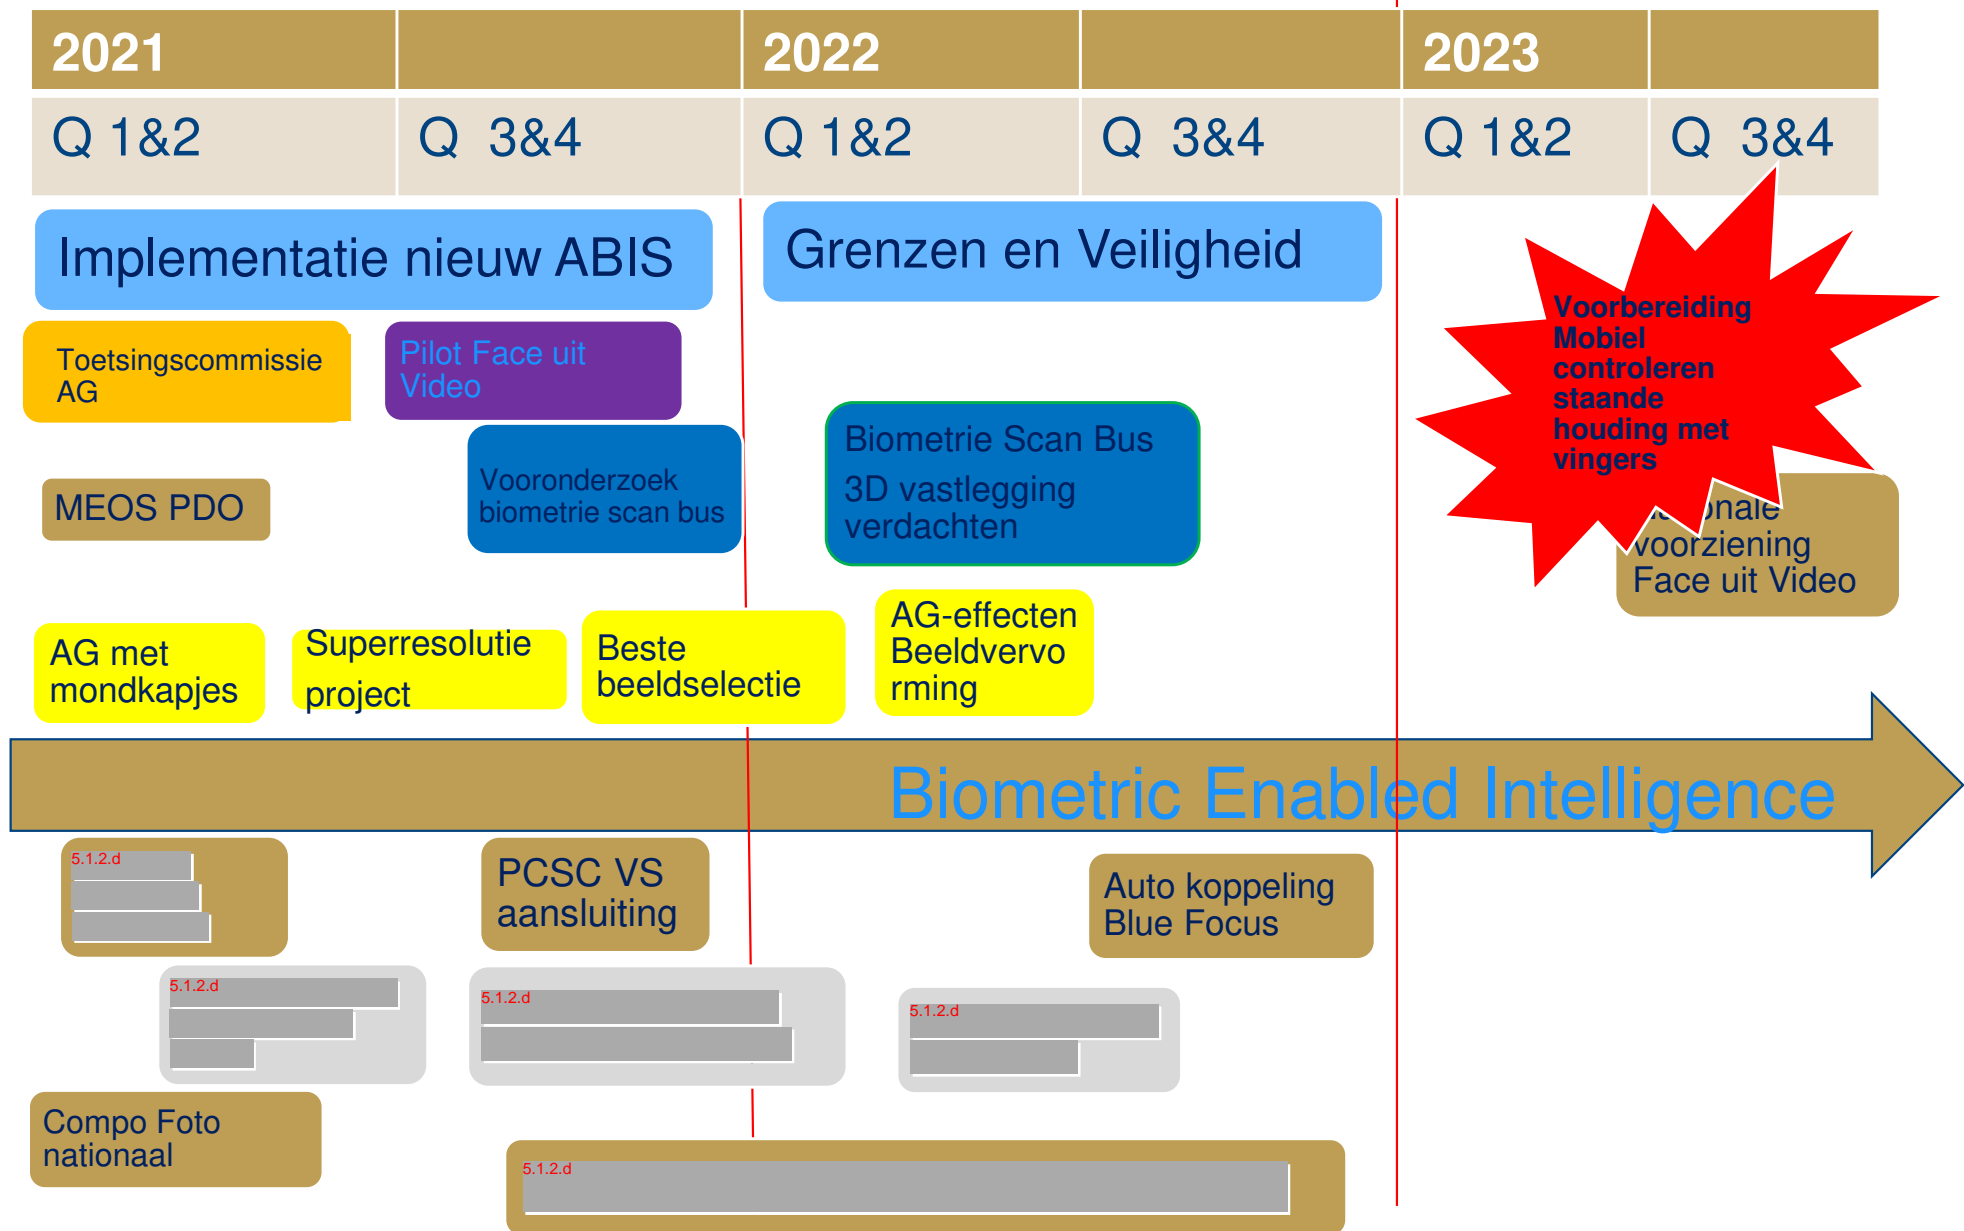 2021
2022
2023
Q 1&2
Q 3&4
Q 1&2
Q 3&4
Q 1&2
Q 3&4
Implementatie nieuw ABIS
Grenzen en Veiligheid
Toetsingscommissie
AG
Pilot Face uit
Video
Voorbereiding
Mobiel
controleren
staande
houding met
vingers
MEOS PDO
Vooronderzoek
biometrie scan bus
Biometrie Scan Bus
3D vastlegging
verdachten
voorziening
Face uit Video
AG met
mondkapjes
Superresolutie
project
Beste
beeldselectie
AG-effecten
Beeldvervo
rming
Biometric Enabled Intelligence
5.1.2.d
PCSC VS
aansluiting
Auto koppeling
Blue Focus
5.1.2.d
5.1.2.d
5.1.2.d
Compo Foto
nationaal
5.1.2.d